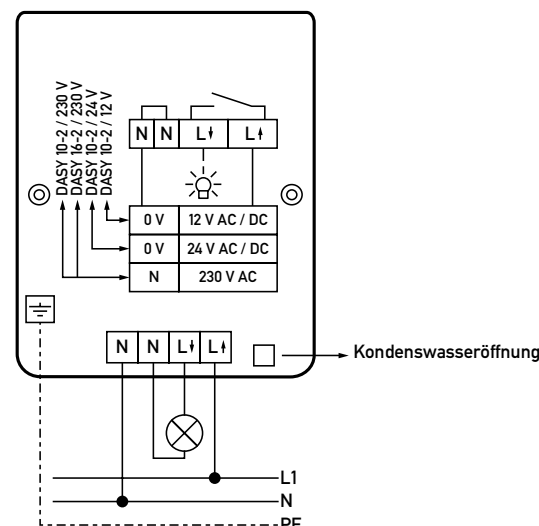 DASY 10-2 / 230 V
DASY 16-2 / 230 V
DASY 10-2 / 24 V
DASY 10-2 / 12 V
N N L L
0 V 12 V AC / DC
0 V 24 V AC / DC
N 230 V AC
N N L L
Kondenswasseröffnung
L1
N
PE